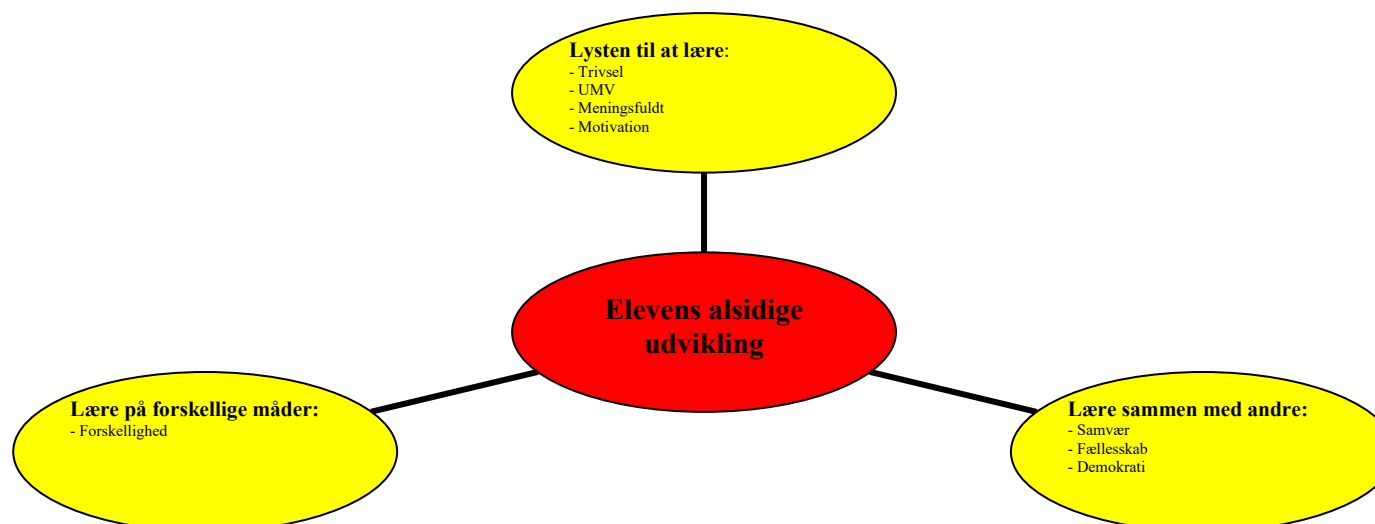 Lysten til at lære:
- Trivsel
- UMV
- Meningsfuldt
- Motivation
Elevens alsidige
udvikling
Lære på forskellige måder:
- Forskellighed
Lære sammen med andre:
- Samvær
- Fællesskab
- Demokrati